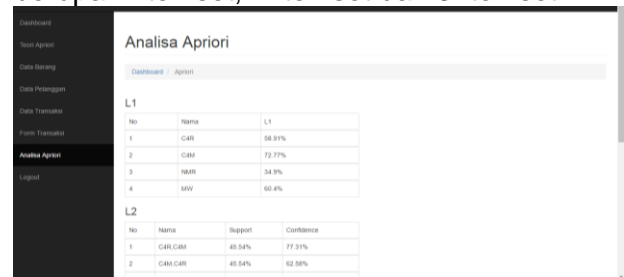 Dashboard
Teori Apriori
Data Barang
Data Pelanggan
Data Transaksi
Form Transaksi
Analisa Apriori
Logout
Analisa Apriori
Dashboard / Apriori
L1
No Nama L1
1 C4R 58.91%
2 C4M 72.77%
3 NMR 34.9%
4 MW 60.4%
L2
No Nama Support Confidence
1 C4R,C4M 45.54% 77.31%
2 C4M,C4R 45.54% 62.58%